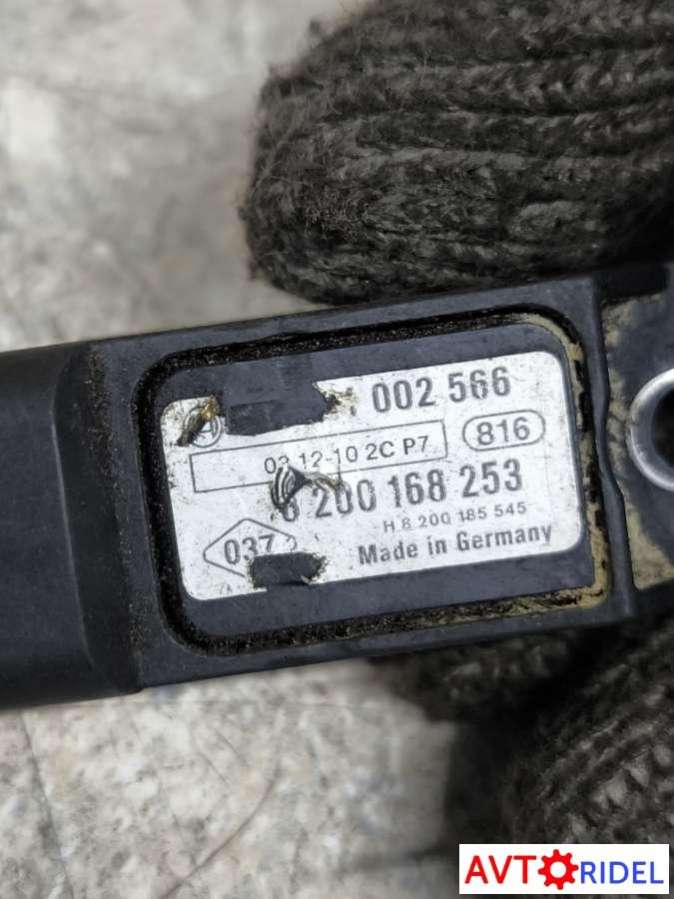 002 566
03 12-10 2C P7
816
8 200 168 253
H 8 200 185 545
037
Made in Germany
AVTORIDEL